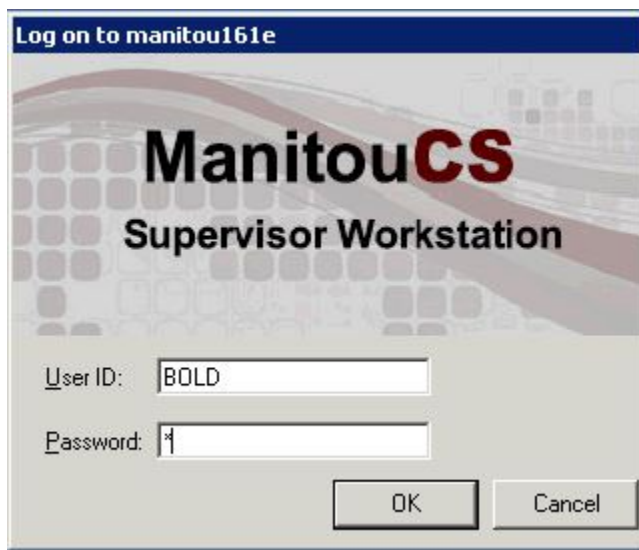 Log on to manitou161e
ManitouCS
Supervisor Workstation
User ID: BOLD
Password: *
OK Cancel